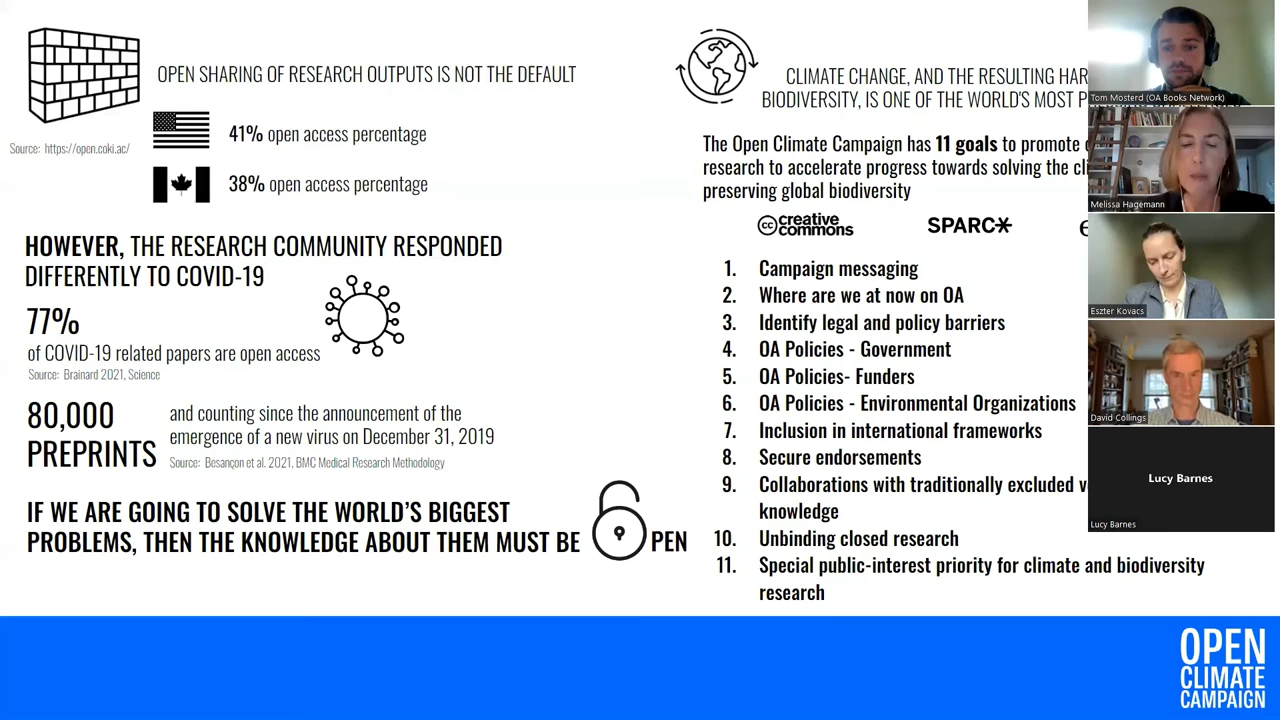 OPEN SHARING OF RESEARCH OUTPUTS IS NOT THE DEFAULT
41% open access percentage
Source: https://open.coki.ac/
38% open access percentage
HOWEVER, THE RESEARCH COMMUNITY RESPONDED
DIFFERENTLY TO COVID-19
77%
of COVID-19 related papers are open access
Source: Brainard 2021, Science
80,000
PREPRINTS
and counting since the announcement of the
emergence of a new virus on December 31, 2019
Source: Besançon et al. 2021, BMC Medical Research Methodology
IF WE ARE GOING TO SOLVE THE WORLD'S BIGGEST
PROBLEMS, THEN THE KNOWLEDGE ABOUT THEM MUST BE PEN
CLIMATE CHANGE, AND THE RESULTING
BIODIVERSITY, IS ONE OF THE WORLD'S MOST
The Open Climate Campaign has 11 goals to promote
research to accelerate progress towards solving the
preserving global biodiversity
cc creative
commons
SPARC
1. Campaign messaging
2. Where are we at now on OA
3. Identify legal and policy barriers
4. OA Policies - Government
5. OA Policies- Funders
6. OA Policies - Environmental Organizations
7. Inclusion in international frameworks
8. Secure endorsements
9. Collaborations with traditionally excluded
knowledge
10. Unbinding closed research
11. Special public-interest priority for climate and biodiversity
research
Tom Mosterd (OA Books Network)
Melissa Hagemann
Eszter Kovacs
David Collings
Lucy Barnes
Lucy Barnes
OPEN
CLIMATE
CAMPAIGN